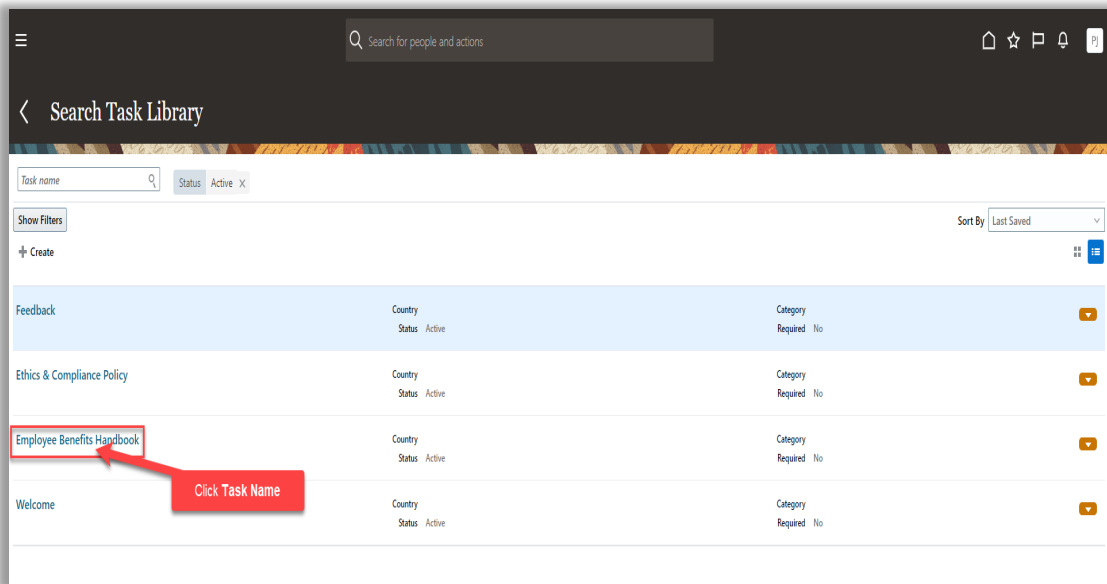 Search for people and actions
PJ
Search Task Library
Task name
Status Active X
Show Filters
Sort By Last Saved
Create
Feedback
Country
Status Active
Category
Required No
Ethics & Compliance Policy
Country
Status Active
Category
Required No
Employee Benefits Handbook
Country
Status Active
Category
Required No
Click Task Name
Welcome
Country
Status Active
Category
Required No